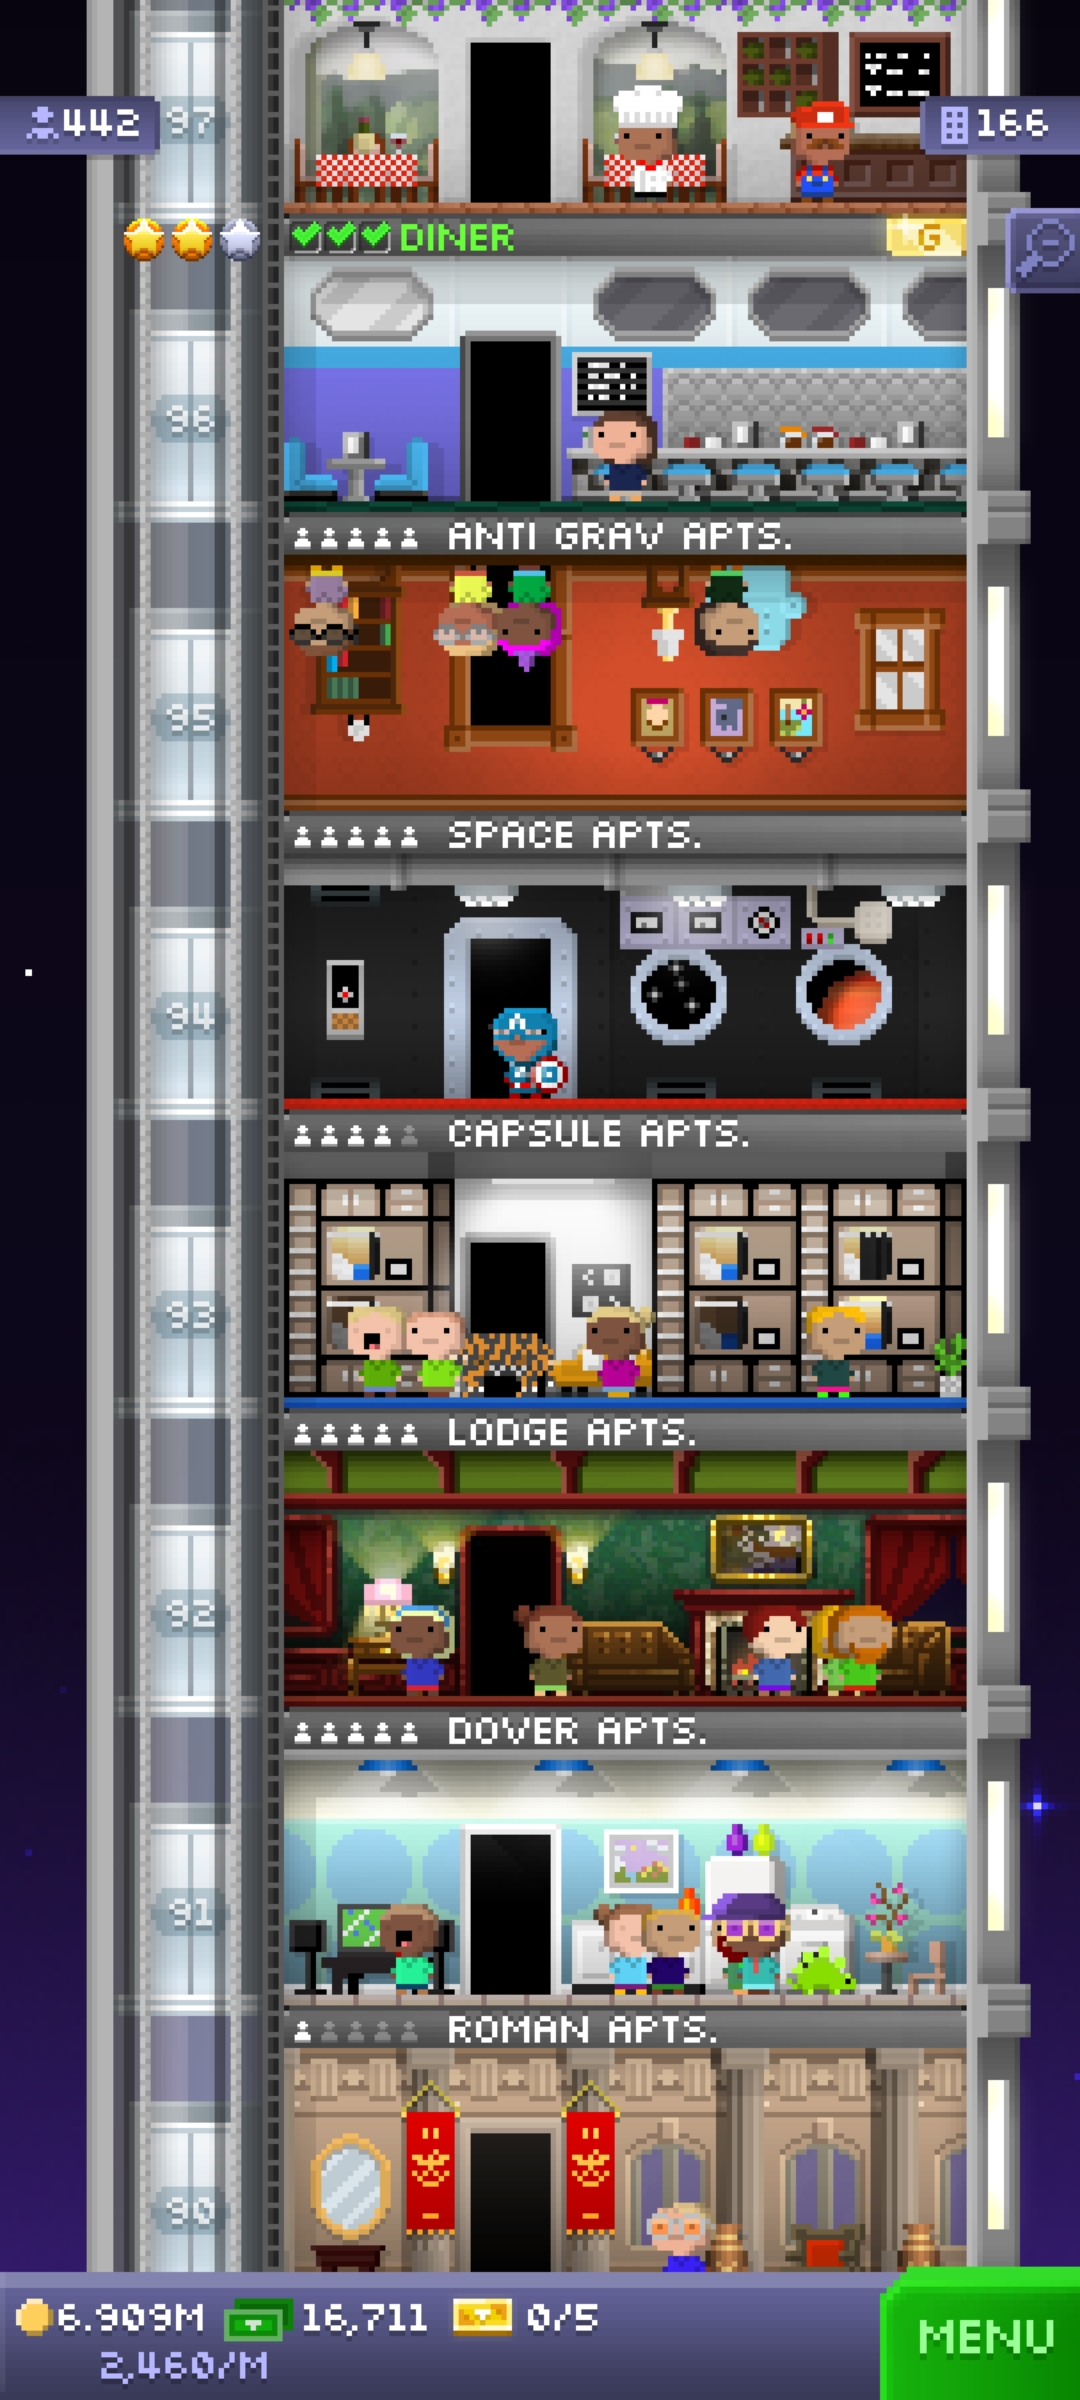 442
97
166
DINER
G
96
ANTI GRAV APTS.
95
SPACE APTS.
94
CAPSULE APTS.
93
LODGE APTS.
92
DOVER APTS.
91
ROMAN APTS.
90
6.909M 16,711 0/5
2,460/M
MENU